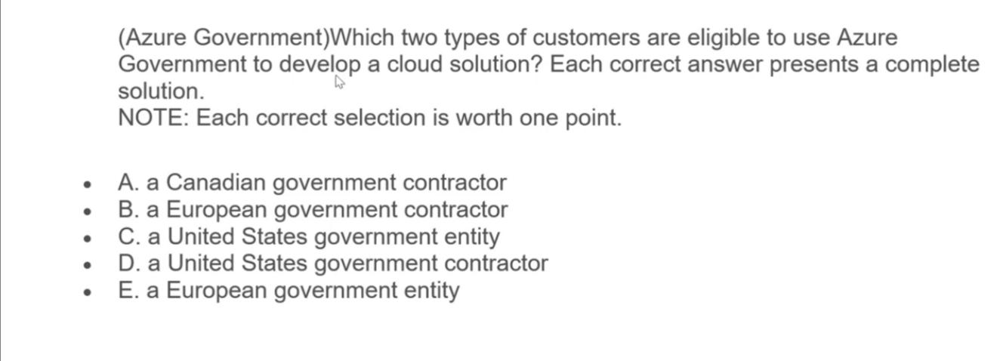 (Azure Government)Which two types of customers are eligible to use Azure
Government to develop a cloud solution? Each correct answer presents a complete
solution.
NOTE: Each correct selection is worth one point.
• A. a Canadian government contractor
• B. a European government contractor
• C. a United States government entity
• D. a United States government contractor
• E. a European government entity